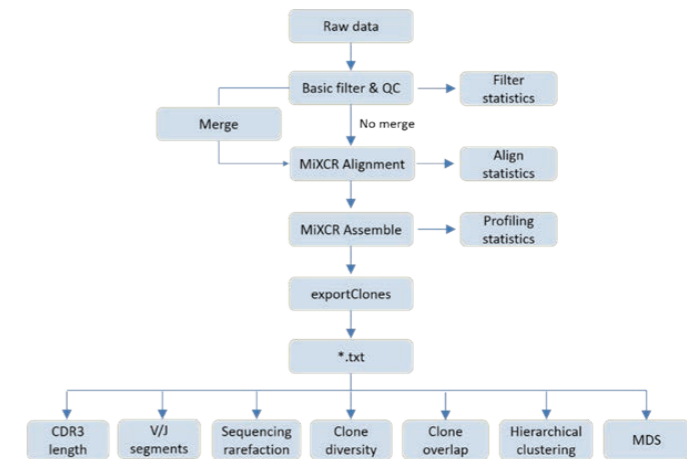 Raw data
Basic filter & QC
Filter
statistics
Merge
No merge
MiXCR Alignment
Align
statistics
MiXCR Assemble
Profiling
statistics
exportClones
*.txt
CDR3
length
V/J
segments
Sequencing
rarefaction
Clone
diversity
Clone
overlap
Hierarchical
clustering
MDS